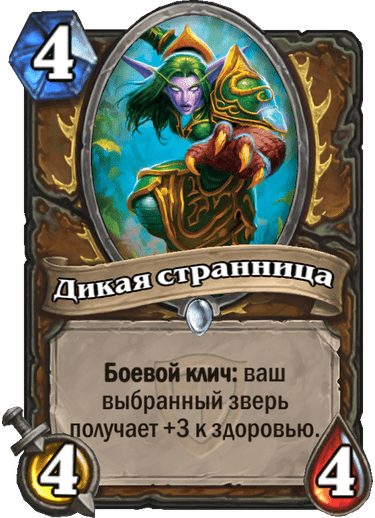 4
Дикая странница
Боевой клич: ваш
выбранный зверь
получает +3 к здоровью.
4
4